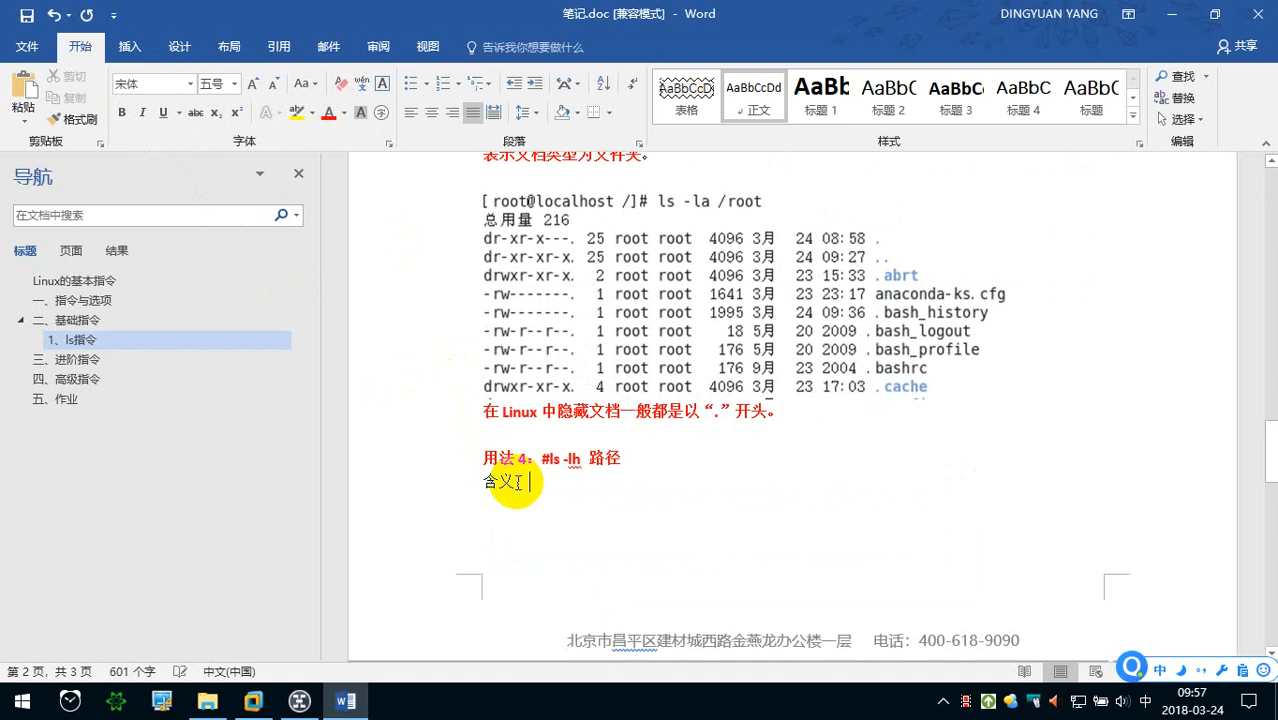 笔记.doc [兼容模式] - Word
DINGYUAN YANG
文件 开始 插入 设计 布局 引用 邮件 审阅 视图 告诉我你想要做什么 共享
粘贴 剪切 复制 格式刷
宋体 五号
剪贴板 字体 段落 样式 编辑
AaBbCcDd 表格
AaBbCcDd 正文
AaBb 标题 1
AaBbC 标题 2
AaBbC 标题 3
AaBbC 标题 4
AaBbC 标题
查找
替换
选择
导航
在文档中搜索
标题 页面 结果
Linux的基本指令
一、指令与选项
二、基础指令
1、ls指令
三、进阶指令
四、高级指令
五、作业
表示文档类型为文件夹。
[root@localhost /]# ls -la /root
总用量 216
dr-xr-x---. 25 root root 4096 3月 24 08:58 .
dr-xr-xr-x. 25 root root 4096 3月 24 09:27 ..
drwxr-xr-x. 2 root root 4096 3月 23 15:33 .abrt
-rw-------. 1 root root 1641 3月 23 23:17 anaconda-ks.cfg
-rw-------. 1 root root 1995 3月 24 09:36 .bash_history
-rw-r--r--. 1 root root 18 5月 20 2009 .bash_logout
-rw-r--r--. 1 root root 176 5月 20 2009 .bash_profile
-rw-r--r--. 1 root root 176 9月 23 2004 .bashrc
drwxr-xr-x. 4 root root 4096 3月 23 17:03 .cache
在 Linux 中隐藏文档一般都是以“.”开头。
用法 4：#ls -lh 路径
含义
北京市昌平区建材城西路金燕龙办公楼一层 电话：400-618-9090
第 2 页，共 3 页 601 个字 中文(中国)
中
中 09:57
2018-03-24